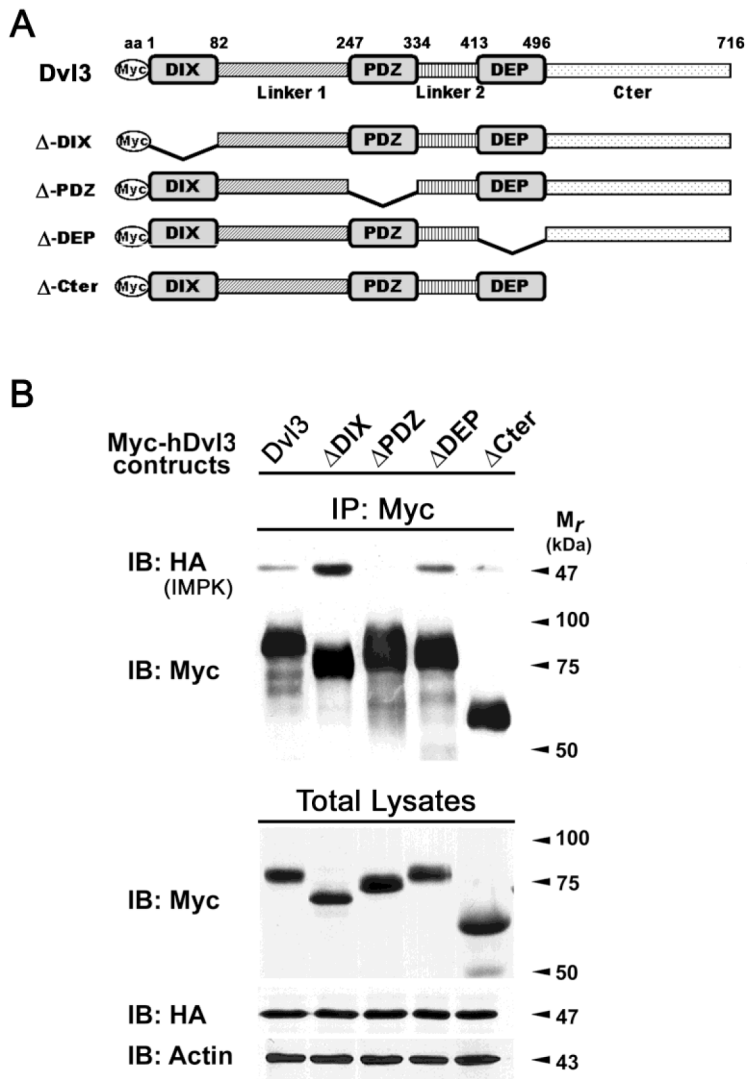 A
aa 1 82 247 334 413 496 716
Dvl3 Myc DIX PDZ DEP
Linker 1 Linker 2 Cter
Δ-DIX Myc PDZ DEP
Δ-PDZ Myc DIX DEP
Δ-DEP Myc DIX PDZ
Δ-Cter Myc DIX PDZ DEP
B
Myc-hDvl3
contructs
Dvl3 ΔDIX ΔPDZ ΔDEP ΔCter
IP: Myc
Mr
(kDa)
IB: HA
(IMPK)
47
100
IB: Myc
75
50
Total Lysates
100
IB: Myc
75
50
IB: HA 47
IB: Actin 43